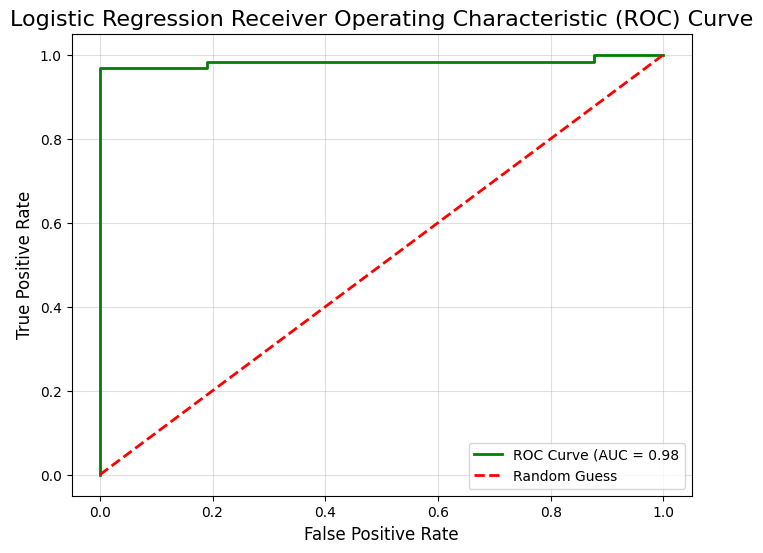 Logistic Regression Receiver Operating Characteristic (ROC) Curve
1.0
0.8
0.6
0.4
0.2
0.0
True Positive Rate
0.0 0.2 0.4 0.6 0.8 1.0
False Positive Rate
ROC Curve (AUC = 0.98
Random Guess